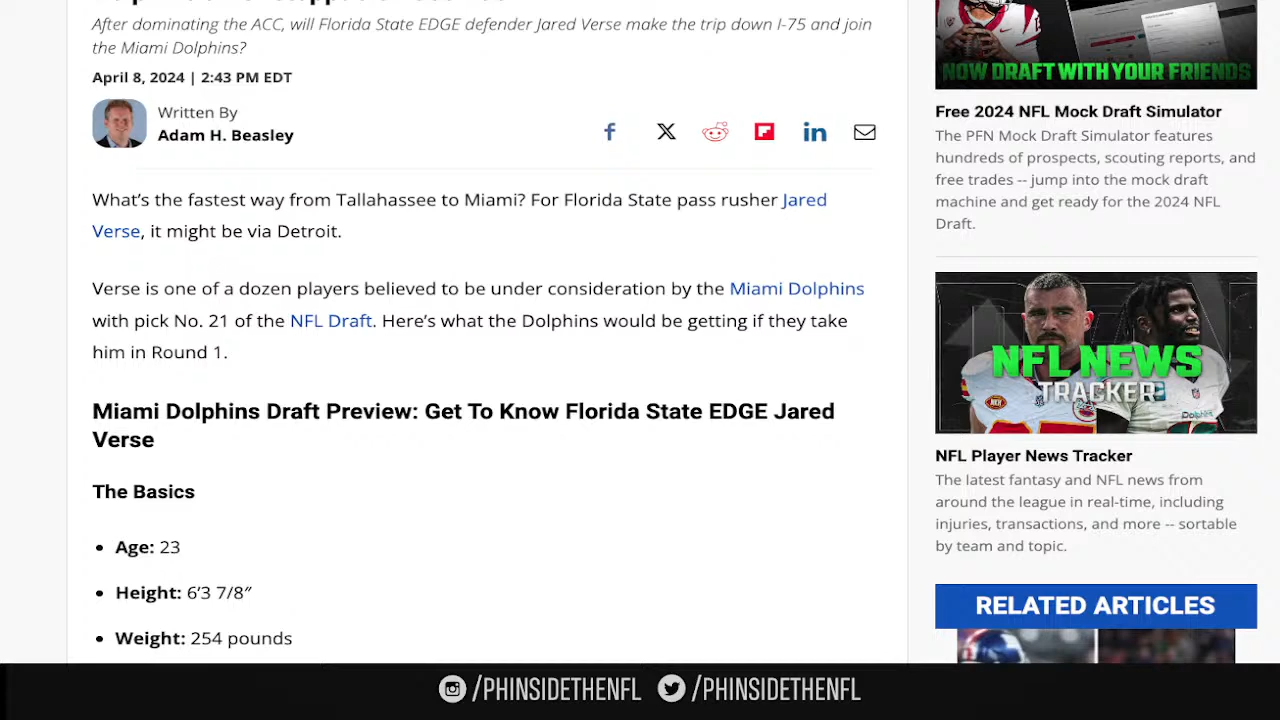 After dominating the ACC, will Florida State EDGE defender Jared Verse make the trip down I-75 and join
the Miami Dolphins?
April 8, 2024 | 2:43 PM EDT
Written By
Adam H. Beasley
What's the fastest way from Tallahassee to Miami? For Florida State pass rusher Jared
Verse, it might be via Detroit.
Verse is one of a dozen players believed to be under consideration by the Miami Dolphins
with pick No. 21 of the NFL Draft. Here's what the Dolphins would be getting if they take
him in Round 1.
Miami Dolphins Draft Preview: Get To Know Florida State EDGE Jared
Verse
The Basics
• Age: 23
• Height: 6'3 7/8″
• Weight: 254 pounds
NOW DRAFT WITH YOUR FRIENDS
Free 2024 NFL Mock Draft Simulator
The PFN Mock Draft Simulator features
hundreds of prospects, scouting reports, and
free trades -- jump into the mock draft
machine and get ready for the 2024 NFL
Draft.
NFL NEWS
TRACKER
NFL Player News Tracker
The latest fantasy and NFL news from
around the league in real-time, including
injuries, transactions, and more -- sortable
by team and topic.
RELATED ARTICLES
/PHINSIDETHENFL /PHINSIDETHENFL